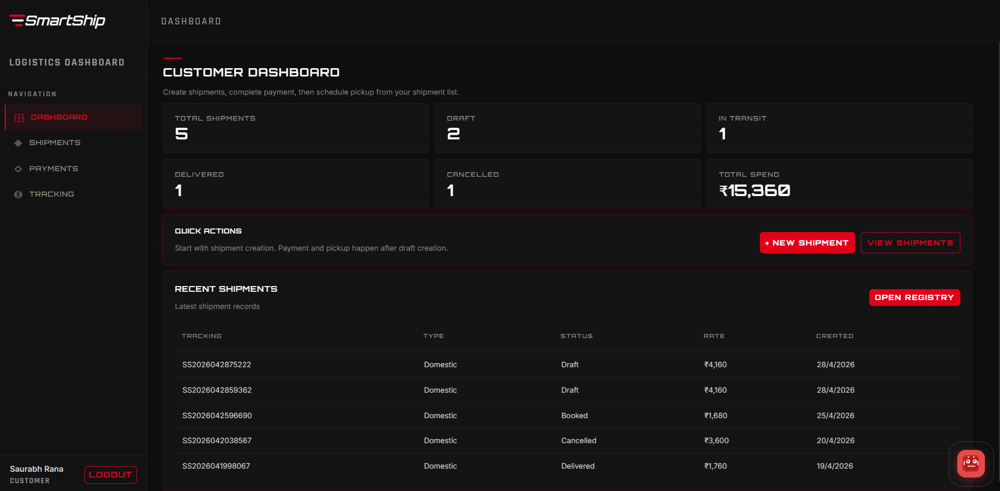 SmartShip
DASHBOARD
LOGISTICS DASHBOARD
NAVIGATION
DASHBOARD
SHIPMENTS
PAYMENTS
TRACKING
CUSTOMER DASHBOARD
Create shipments, complete payment, then schedule pickup from your shipment list.
TOTAL SHIPMENTS
5
DRAFT
2
IN TRANSIT
1
DELIVERED
1
CANCELLED
1
TOTAL SPEND
₹15,360
QUICK ACTIONS
Start with shipment creation. Payment and pickup happen after draft creation.
+ NEW SHIPMENT
VIEW SHIPMENTS
RECENT SHIPMENTS
Latest shipment records
OPEN REGISTRY
TRACKING TYPE STATUS RATE CREATED
SS2026042875222 Domestic Draft ₹4,160 28/4/2026
SS2026042859362 Domestic Draft ₹4,160 28/4/2026
SS2026042596690 Domestic Booked ₹1,680 25/4/2026
SS2026042038567 Domestic Cancelled ₹3,600 20/4/2026
SS2026041998067 Domestic Delivered ₹1,760 19/4/2026
Saurabh Rana
CUSTOMER
LOGOUT